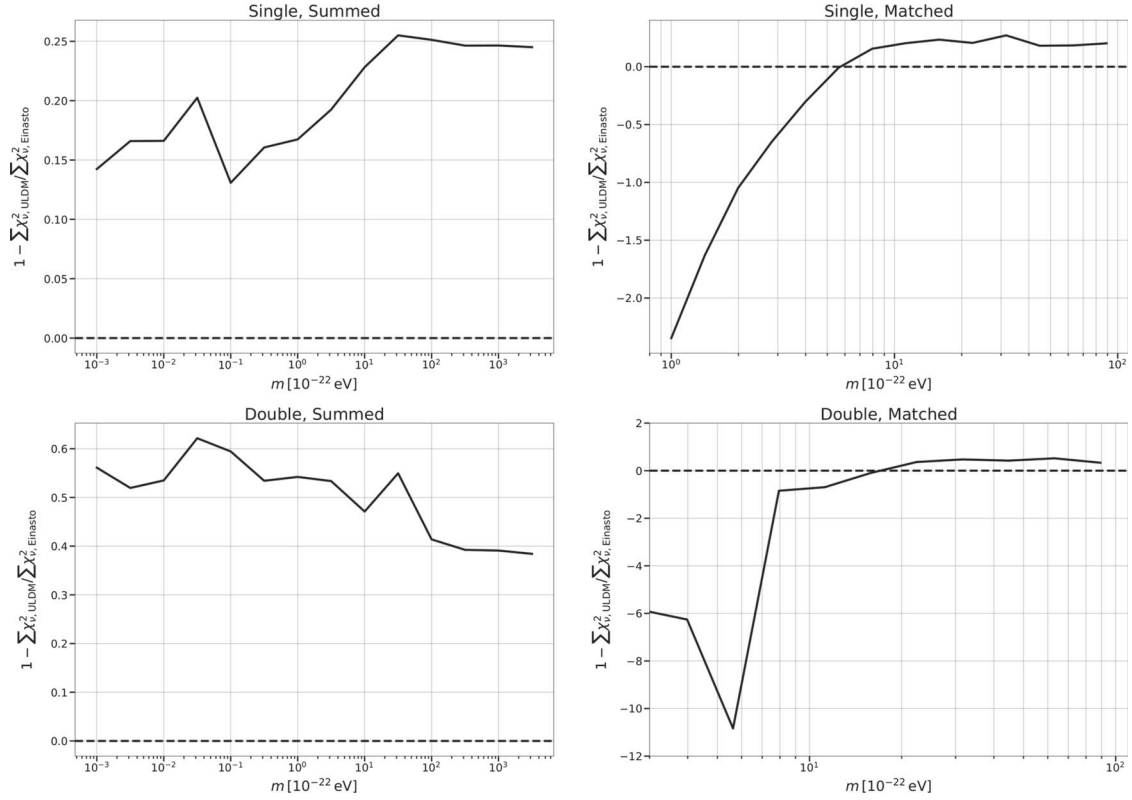 Single, Summed
0.25
0.20
0.15
0.10
0.05
0.00
1 − ∑χ²ν, ULDM/∑χ²ν, Einasto
10⁻³ 10⁻² 10⁻¹ 10⁰ 10¹ 10² 10³
m [10⁻²² eV]
Single, Matched
0.0
−0.5
−1.0
−1.5
−2.0
1 − ∑χ²ν, ULDM/∑χ²ν, Einasto
10⁰ 10¹ 10²
m [10⁻²² eV]
Double, Summed
0.6
0.5
0.4
0.3
0.2
0.1
0.0
1 − ∑χ²ν, ULDM/∑χ²ν, Einasto
10⁻³ 10⁻² 10⁻¹ 10⁰ 10¹ 10² 10³
m [10⁻²² eV]
Double, Matched
2
0
−2
−4
−6
−8
−10
−12
1 − ∑χ²ν, ULDM/∑χ²ν, Einasto
10¹ 10²
m [10⁻²² eV]